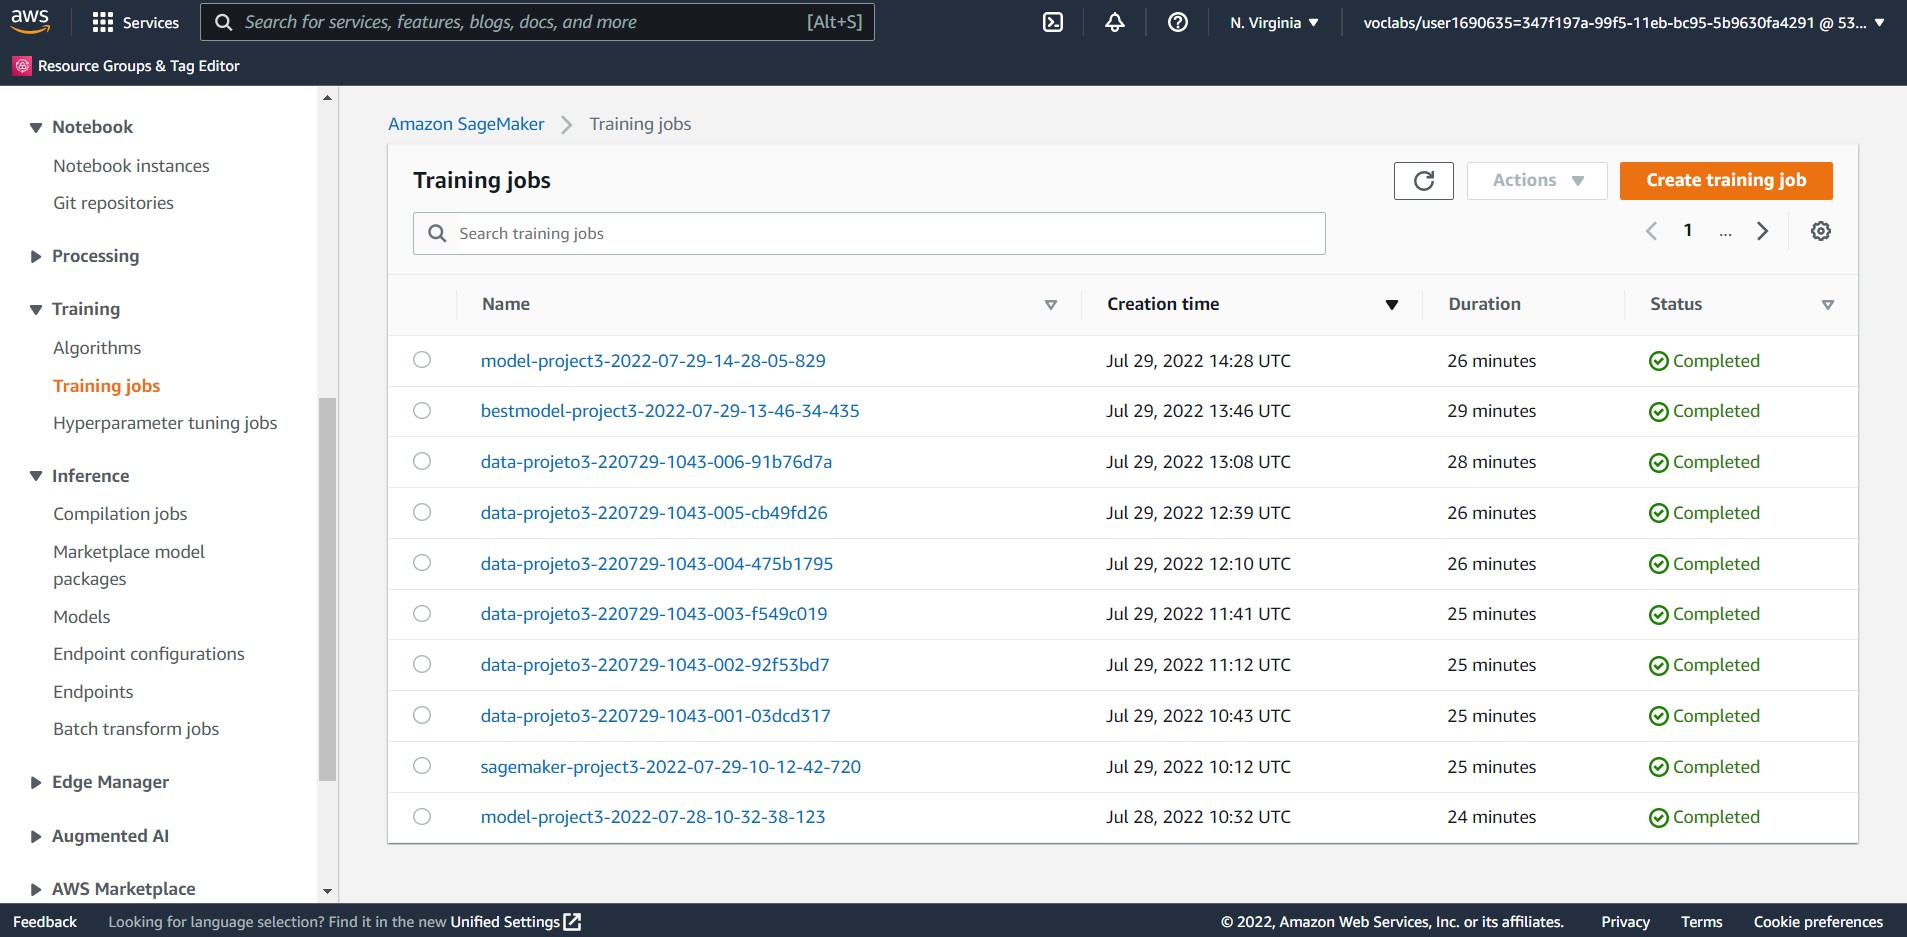 aws Services Search for services, features, blogs, docs, and more [Alt+S] N. Virginia voclabs/user1690635=347f197a-99f5-11eb-bc95-5b9630fa4291 @ 53...
Resource Groups & Tag Editor
Notebook
Notebook instances
Git repositories
Processing
Training
Algorithms
Training jobs
Hyperparameter tuning jobs
Inference
Compilation jobs
Marketplace model
packages
Models
Endpoint configurations
Endpoints
Batch transform jobs
Edge Manager
Augmented AI
AWS Marketplace
Amazon SageMaker Training jobs
Training jobs Actions Create training job
Search training jobs 1 ...
Name Creation time Duration Status
model-project3-2022-07-29-14-28-05-829 Jul 29, 2022 14:28 UTC 26 minutes Completed
bestmodel-project3-2022-07-29-13-46-34-435 Jul 29, 2022 13:46 UTC 29 minutes Completed
data-projeto3-220729-1043-006-91b76d7a Jul 29, 2022 13:08 UTC 28 minutes Completed
data-projeto3-220729-1043-005-cb49fd26 Jul 29, 2022 12:39 UTC 26 minutes Completed
data-projeto3-220729-1043-004-475b1795 Jul 29, 2022 12:10 UTC 26 minutes Completed
data-projeto3-220729-1043-003-f549c019 Jul 29, 2022 11:41 UTC 25 minutes Completed
data-projeto3-220729-1043-002-92f53bd7 Jul 29, 2022 11:12 UTC 25 minutes Completed
data-projeto3-220729-1043-001-03dcd317 Jul 29, 2022 10:43 UTC 25 minutes Completed
sagemaker-project3-2022-07-29-10-12-42-720 Jul 29, 2022 10:12 UTC 25 minutes Completed
model-project3-2022-07-28-10-32-38-123 Jul 28, 2022 10:32 UTC 24 minutes Completed
Feedback Looking for language selection? Find it in the new Unified Settings © 2022, Amazon Web Services, Inc. or its affiliates. Privacy Terms Cookie preferences